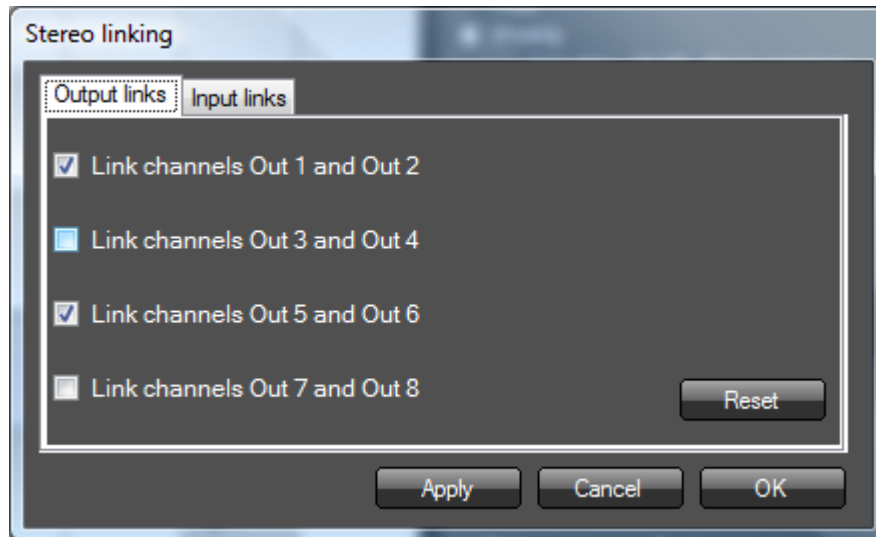 Stereo linking
Output links Input links
Link channels Out 1 and Out 2
Link channels Out 3 and Out 4
Link channels Out 5 and Out 6
Link channels Out 7 and Out 8
Reset
Apply Cancel OK